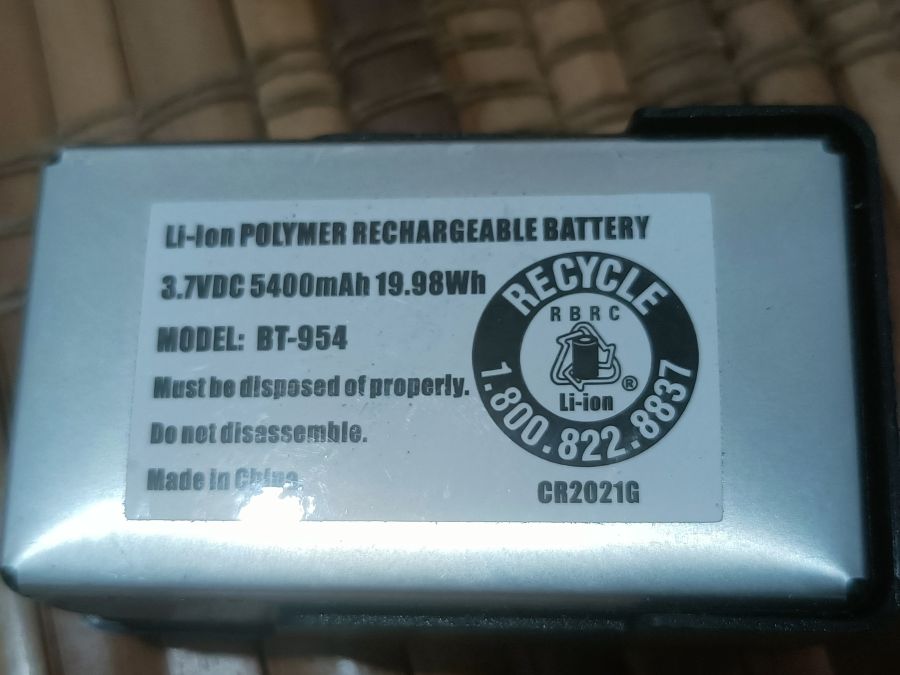 Li-Ion POLYMER RECHARGEABLE BATTERY
3.7VDC 5400mAh 19.98Wh
MODEL: BT-954
Must be disposed of properly.
Do not disassemble.
Made in China
RECYCLE
RBRC
®
Li-ion
1.800.822.8837
CR2021G